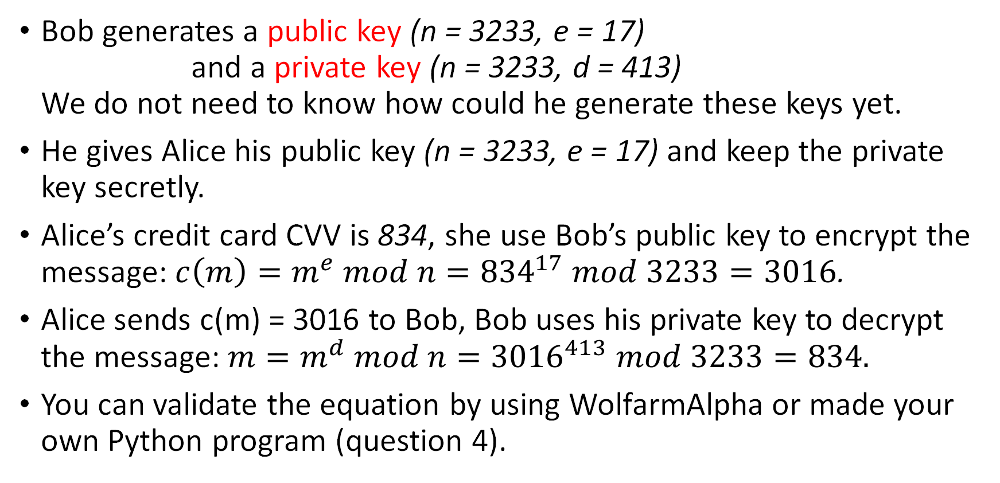 • Bob generates a public key (n = 3233, e = 17)
and a private key (n = 3233, d = 413)
We do not need to know how could he generate these keys yet.
• He gives Alice his public key (n = 3233, e = 17) and keep the private
key secretly.
• Alice’s credit card CVV is 834, she use Bob’s public key to encrypt the
message: c(m) = mᵉ mod n = 834¹⁷ mod 3233 = 3016.
• Alice sends c(m) = 3016 to Bob, Bob uses his private key to decrypt
the message: m = mᵈ mod n = 3016⁴¹³ mod 3233 = 834.
• You can validate the equation by using WolfarmAlpha or made your
own Python program (question 4).